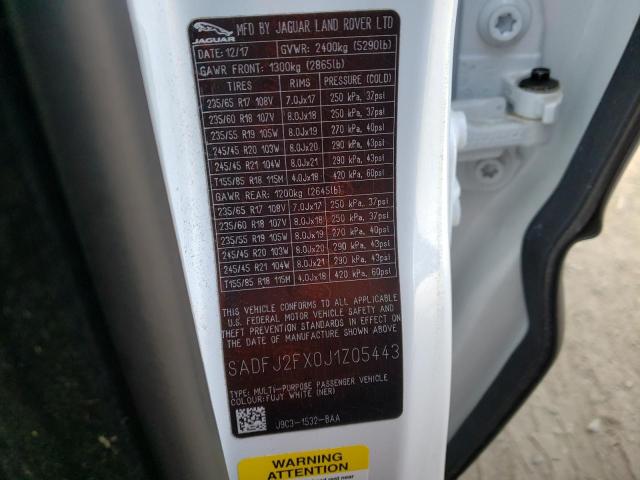 JAGUAR
MFD BY JAGUAR LAND ROVER LTD
DATE: 12/17 GVWR: 2400kg (5290lb)
GAWR FRONT: 1300kg (2865lb)
TIRES RIMS PRESSURE (COLD)
235/65 R17 108V 7.0Jx17 250 kPa, 37psi
235/60 R18 107V 8.0Jx18 250 kPa, 37psi
235/55 R19 105W 8.0Jx19 270 kPa, 40psi
245/45 R20 103W 8.0Jx20 290 kPa, 43psi
245/45 R21 104W 8.0Jx21 290 kPa, 43psi
T155/85 R18 115M 4.0Jx18 420 kPa, 60psi
GAWR REAR: 1200kg (2645lb)
235/65 R17 108V 7.0Jx17 250 kPa, 37psi
235/60 R18 107V 8.0Jx18 250 kPa, 37psi
235/55 R19 105W 8.0Jx19 270 kPa, 40psi
245/45 R20 103W 8.0Jx20 290 kPa, 43psi
245/45 R21 104W 8.0Jx21 290 kPa, 43psi
T155/85 R18 115M 4.0Jx18 420 kPa, 60psi
THIS VEHICLE CONFORMS TO ALL APPLICABLE
U.S. FEDERAL MOTOR VEHICLE SAFETY AND
THEFT PREVENTION STANDARDS IN EFFECT
ON THE DATE OF MANUFACTURE SHOWN ABOVE.
SADFJ2FX0J1Z05443
TYPE: MULTI-PURPOSE PASSENGER VEHICLE
COLOUR:FUJY WHITE (NER)
J9C3-1532-BAA
WARNING
ATTENTION